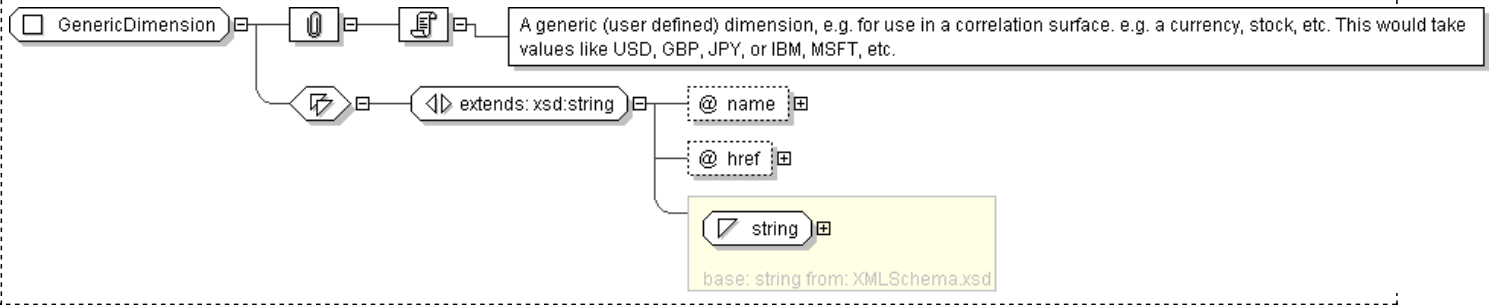 GenericDimension
A generic (user defined) dimension, e.g. for use in a correlation surface. e.g. a currency, stock, etc. This would take
values like USD, GBP, JPY, or IBM, MSFT, etc.
extends: xsd:string
@ name
@ href
string
base: string from: XMLSchema.xsd